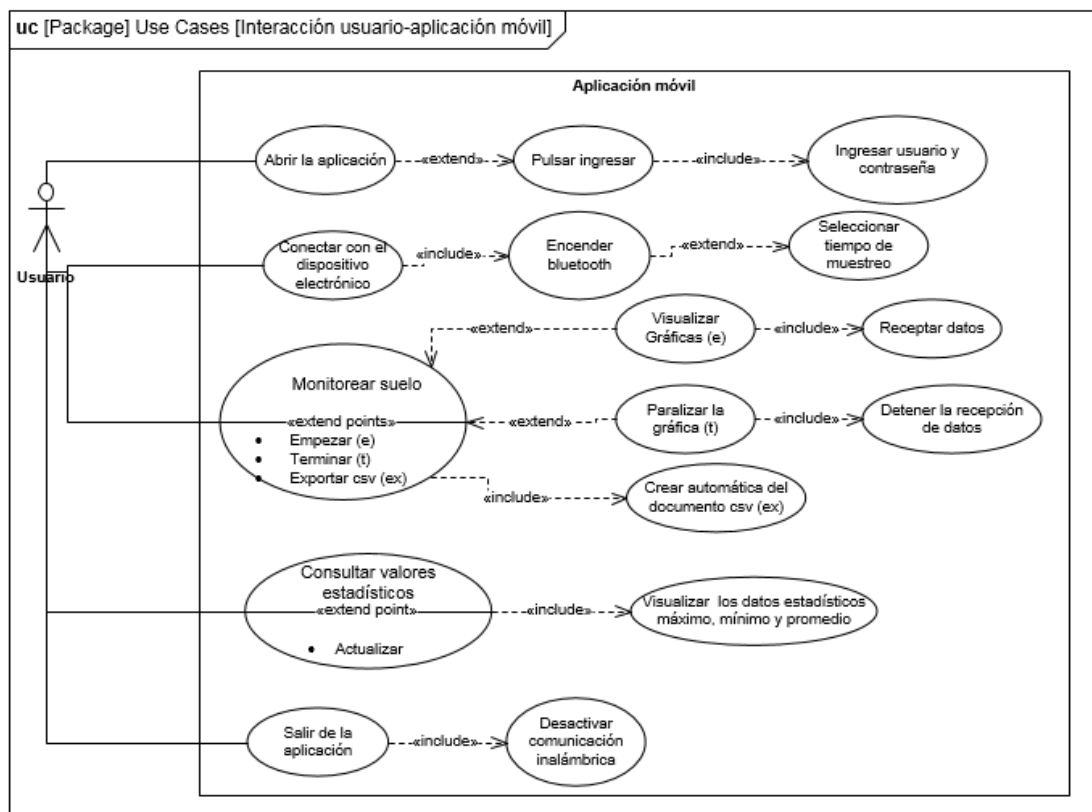 uc [Package] Use Cases [Interacción usuario-aplicación móvil]
Aplicación móvil
Usuario
Abrir la aplicación
«extend»
Pulsar ingresar
«include»
Ingresar usuario y
contraseña
Conectar con el
dispositivo
electrónico
«include»
Encender
bluetooth
«extend»
Seleccionar
tiempo de
muestreo
«extend»
Visualizar
Gráficas (e)
«include»
Receptar datos
Monitorear suelo
«extend points»
• Empezar (e)
• Terminar (t)
• Exportar csv (ex)
«extend»
Paralizar la
gráfica (t)
«include»
Detener la recepción
de datos
«include»
Crear automática del
documento csv (ex)
Consultar valores
estadísticos
«extend point»
• Actualizar
«include»
Visualizar los datos estadísticos
máximo, mínimo y promedio
Salir de la
aplicación
«include»
Desactivar
comunicación
inalámbrica